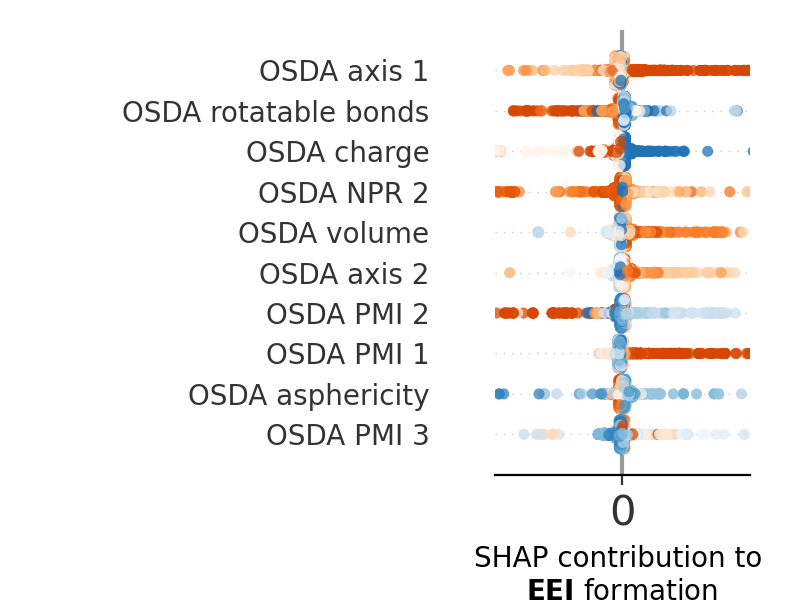 OSDA axis 1
OSDA rotatable bonds
OSDA charge
OSDA NPR 2
OSDA volume
OSDA axis 2
OSDA PMI 2
OSDA PMI 1
OSDA asphericity
OSDA PMI 3
0
SHAP contribution to
EEI formation